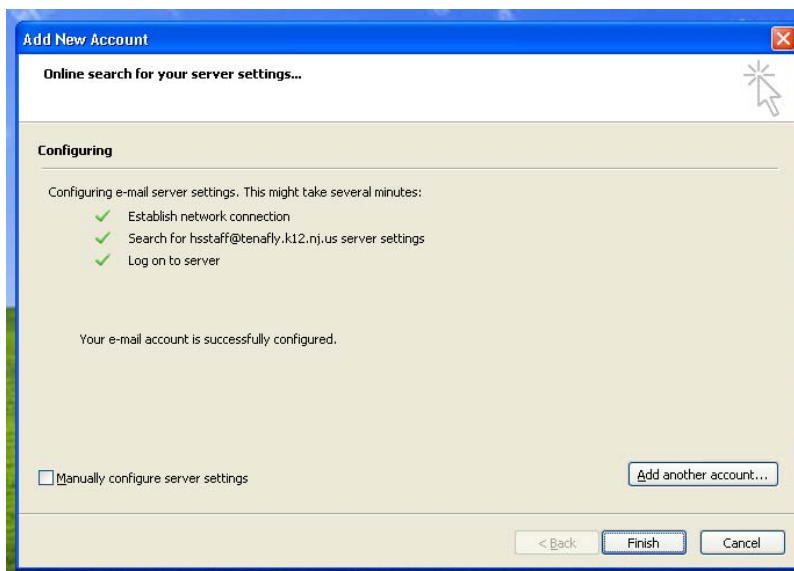 Add New Account
Online search for your server settings...
Configuring
Configuring e-mail server settings. This might take several minutes:
Establish network connection
Search for hsstaff@tenafly.k12.nj.us server settings
Log on to server
Your e-mail account is successfully configured.
Manually configure server settings
Add another account...
< Back
Finish
Cancel